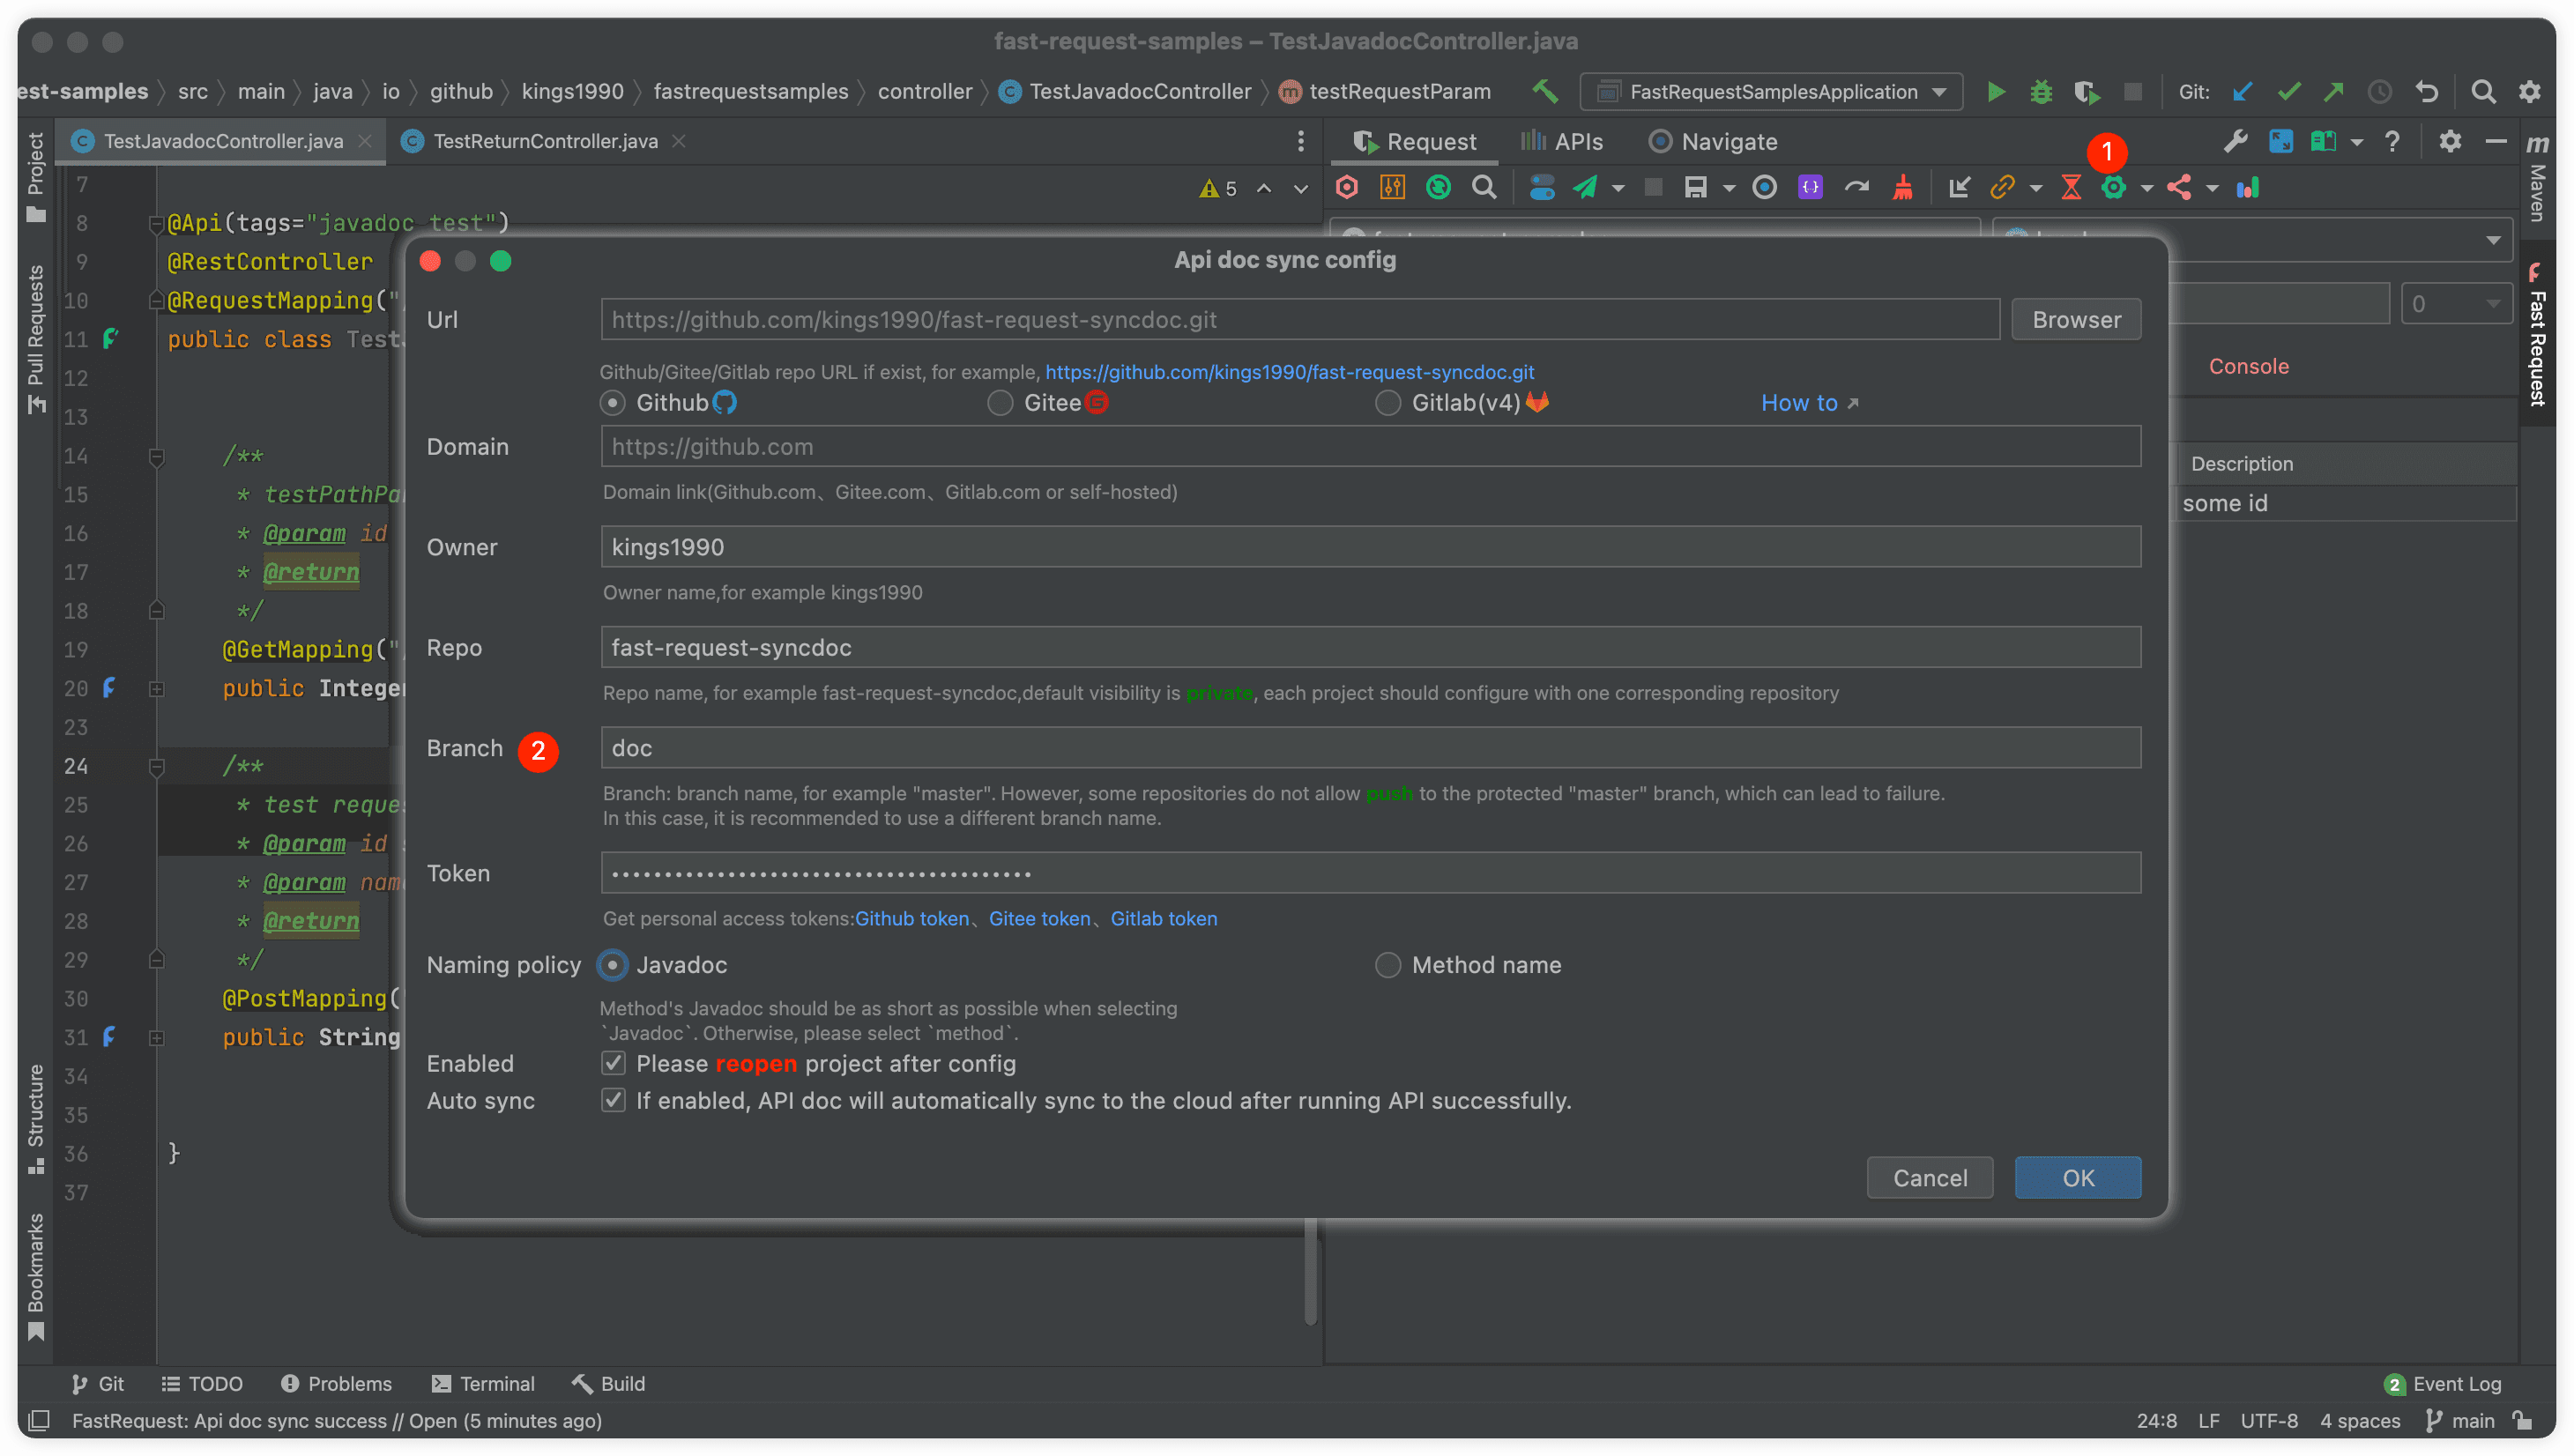 fast-request-samples – TestJavadocController.java
est-samples src main java io github kings1990 fastrequestsamples controller TestJavadocController testRequestParam FastRequestSamplesApplication Git:
TestJavadocController.java TestReturnController.java Request APIs Navigate
1
Project
Pull Requests
Structure
Bookmarks
Maven
Fast Request
5
7
8 @Api(tags="javadoc test")
9 @RestController
10 @RequestMapping("
11 public class Test
12
13
14 /**
15 * testPathPa
16 * @param id
17 * @return
18 */
19 @GetMapping("
20 public Integer
23
24 /**
25 * test reque
26 * @param id
27 * @param name
28 * @return
29 */
30 @PostMapping(
31 public String
34
35
36 }
37
0
Console
Description
some id
Api doc sync config
Url https://github.com/kings1990/fast-request-syncdoc.git Browser
Github/Gitee/Gitlab repo URL if exist, for example, https://github.com/kings1990/fast-request-syncdoc.git
Github Gitee Gitlab(v4) How to
Domain https://github.com
Domain link(Github.com、Gitee.com、Gitlab.com or self-hosted)
Owner kings1990
Owner name,for example kings1990
Repo fast-request-syncdoc
Repo name, for example fast-request-syncdoc,default visibility is private, each project should configure with one corresponding repository
Branch 2 doc
Branch: branch name, for example "master". However, some repositories do not allow push to the protected "master" branch, which can lead to failure.
In this case, it is recommended to use a different branch name.
Token ••••••••••••••••••••••••••••••••••••••••
Get personal access tokens:Github token、Gitee token、Gitlab token
Naming policy Javadoc Method name
Method's Javadoc should be as short as possible when selecting
`Javadoc`. Otherwise, please select `method`.
Enabled Please reopen project after config
Auto sync If enabled, API doc will automatically sync to the cloud after running API successfully.
Cancel OK
Git TODO Problems Terminal Build 2 Event Log
FastRequest: Api doc sync success // Open (5 minutes ago) 24:8 LF UTF-8 4 spaces main